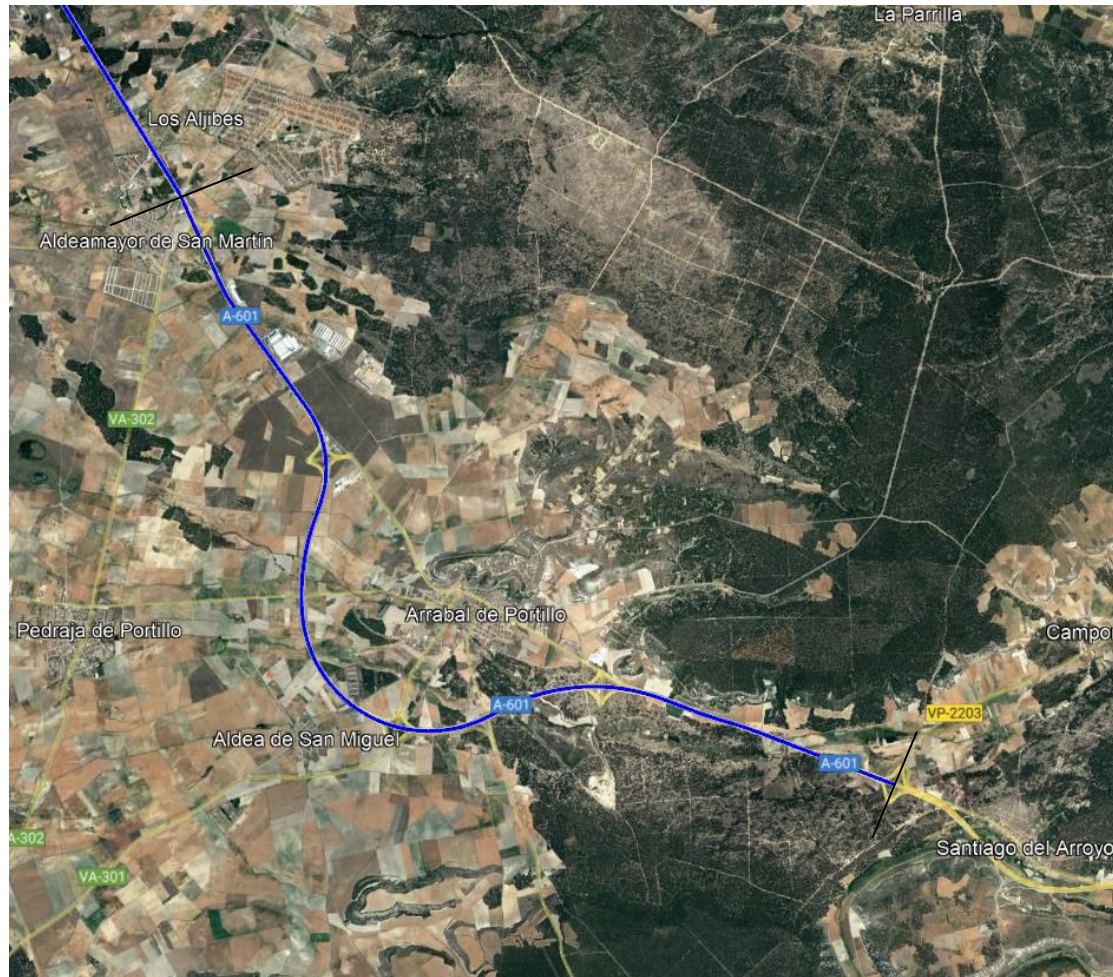 La Parrilla
Los Aljibes
Aldeamayor de San Martín
A-601
VA-302
Arrabal de Portillo
Pedraja de Portillo
Campo
A-601
VP-2203
Aldea de San Miguel
A-601
A-302
Santiago del Arroyo
VA-301